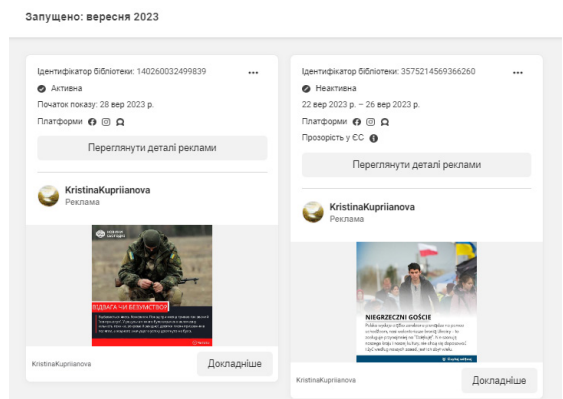 Запущено: вересня 2023
Ідентифікатор бібліотеки: 140260032499839
Активна
Початок показу: 28 вер 2023 р.
Платформи
Переглянути деталі реклами
KristinaKupriianova
Реклама
ВІДВАГА ЧИ БЕЗУМСТВО?
KristinaKupriianova
Докладніше
Ідентифікатор бібліотеки: 3575214569366260
Неактивна
22 вер 2023 р. – 26 вер 2023 р.
Платформи
Прозорість у ЄС
Переглянути деталі реклами
KristinaKupriianova
Реклама
NIEGRZECZNI GOŚCIE
KristinaKupriianova
Докладніше